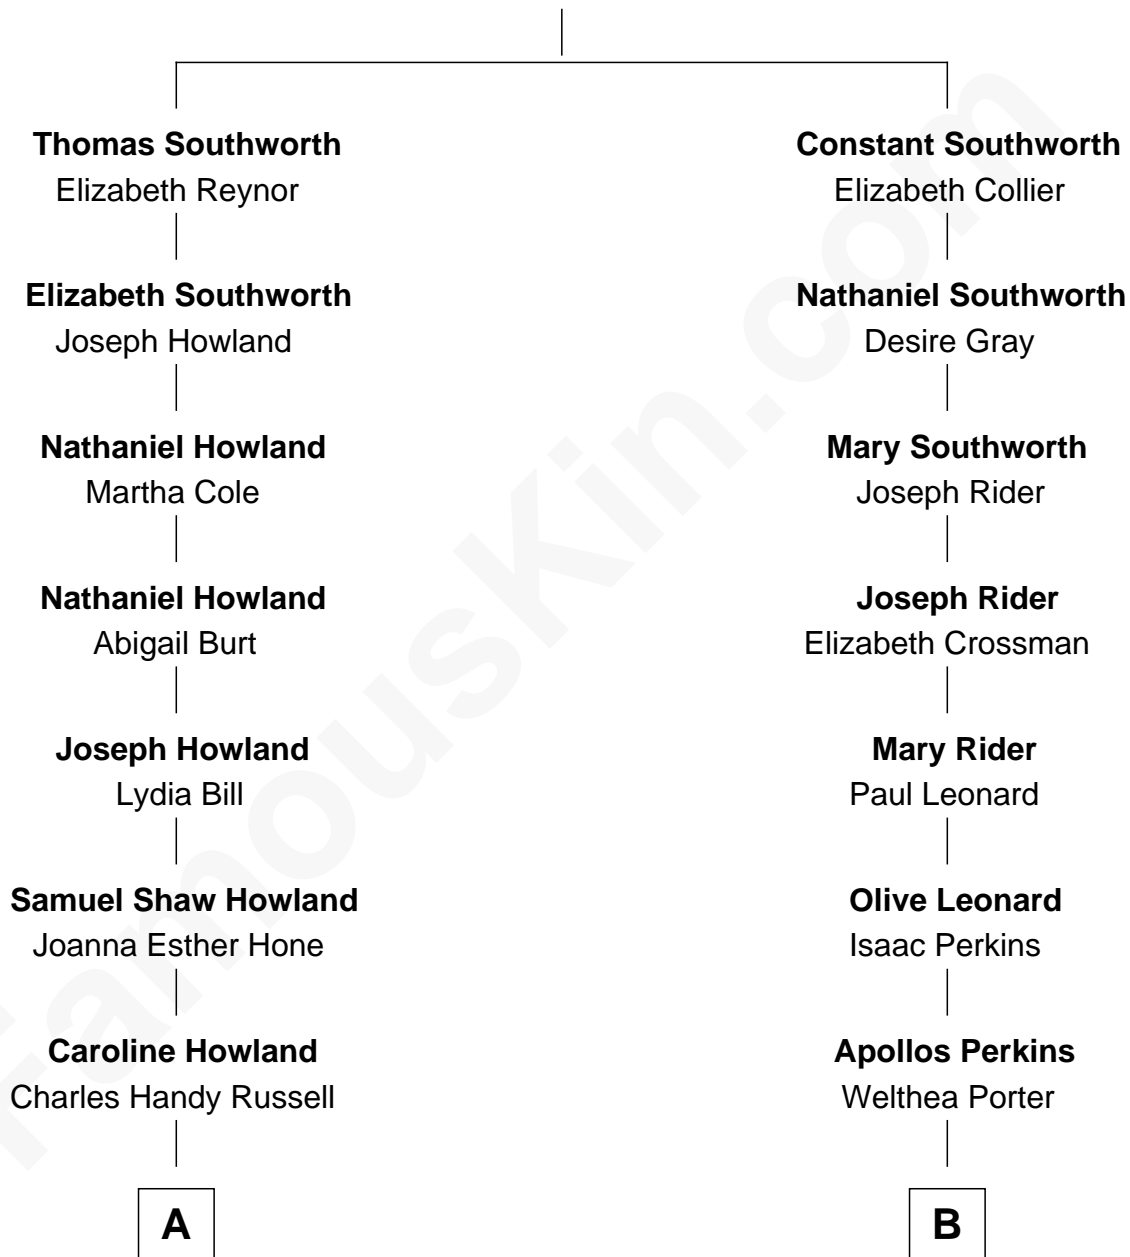 Thomas Southworth
Elizabeth Reynor
Elizabeth Southworth
Joseph Howland
Nathaniel Howland
Martha Cole
Nathaniel Howland
Abigail Burt
Joseph Howland
Lydia Bill
Samuel Shaw Howland
Joanna Esther Hone
Caroline Howland
Charles Handy Russell
A
Constant Southworth
Elizabeth Collier
Nathaniel Southworth
Desire Gray
Mary Southworth
Joseph Rider
Joseph Rider
Elizabeth Crossman
Mary Rider
Paul Leonard
Olive Leonard
Isaac Perkins
Apollos Perkins
Welthea Porter
B
FamousKin.com